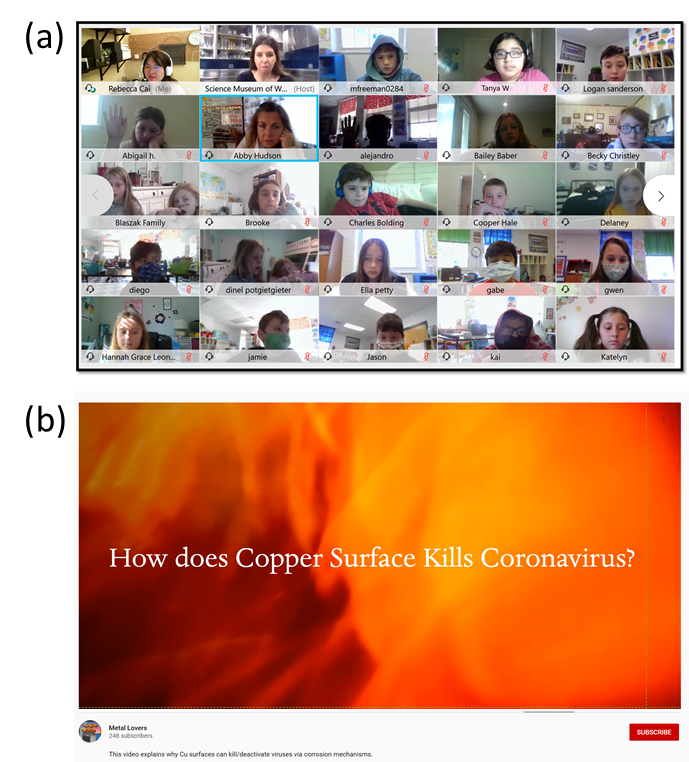 (a)
Rebecca Cai (Me)
Science Museum of W... (Host)
mfreeman0284
Tanya W
Logan sanderson
Abigail h.
Abby Hudson
alejandro
Bailey Baber
Becky Christley
Blaszak Family
Brooke
Charles Bolding
Cooper Hale
Delaney
diego
dinel potgietgieter
Ella petty
gabe
gwen
Hannah Grace Leon...
jamie
Jason
kai
Katelyn
(b)
How does Copper Surface Kills Coronavirus?
Metal Lovers
248 subscribers
SUBSCRIBE
This video explains why Cu surfaces can kill/deactivate viruses via corrosion mechanisms.